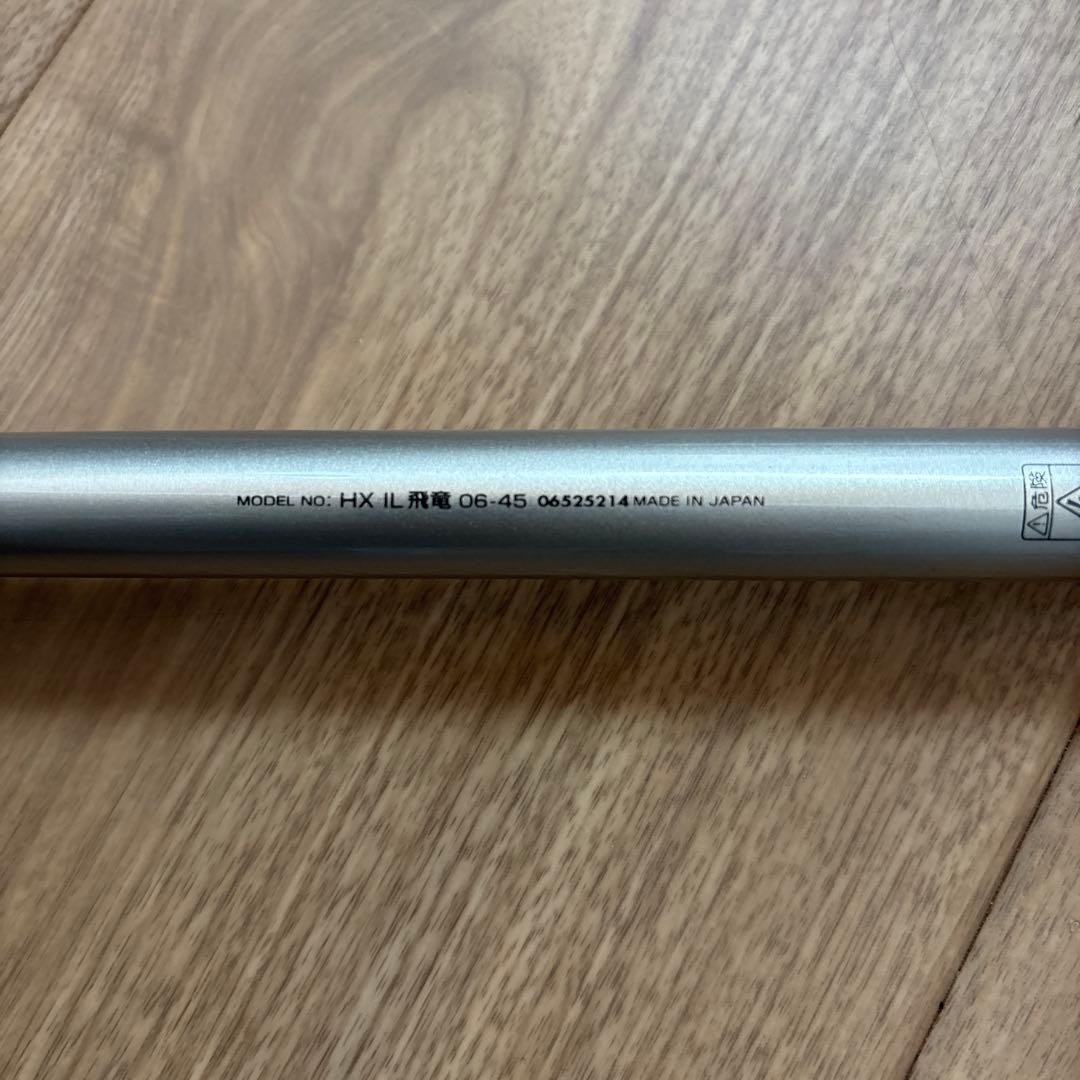 MODEL NO: HX IL 飛竜 06-45 06525214 MADE IN JAPAN
⚠危険